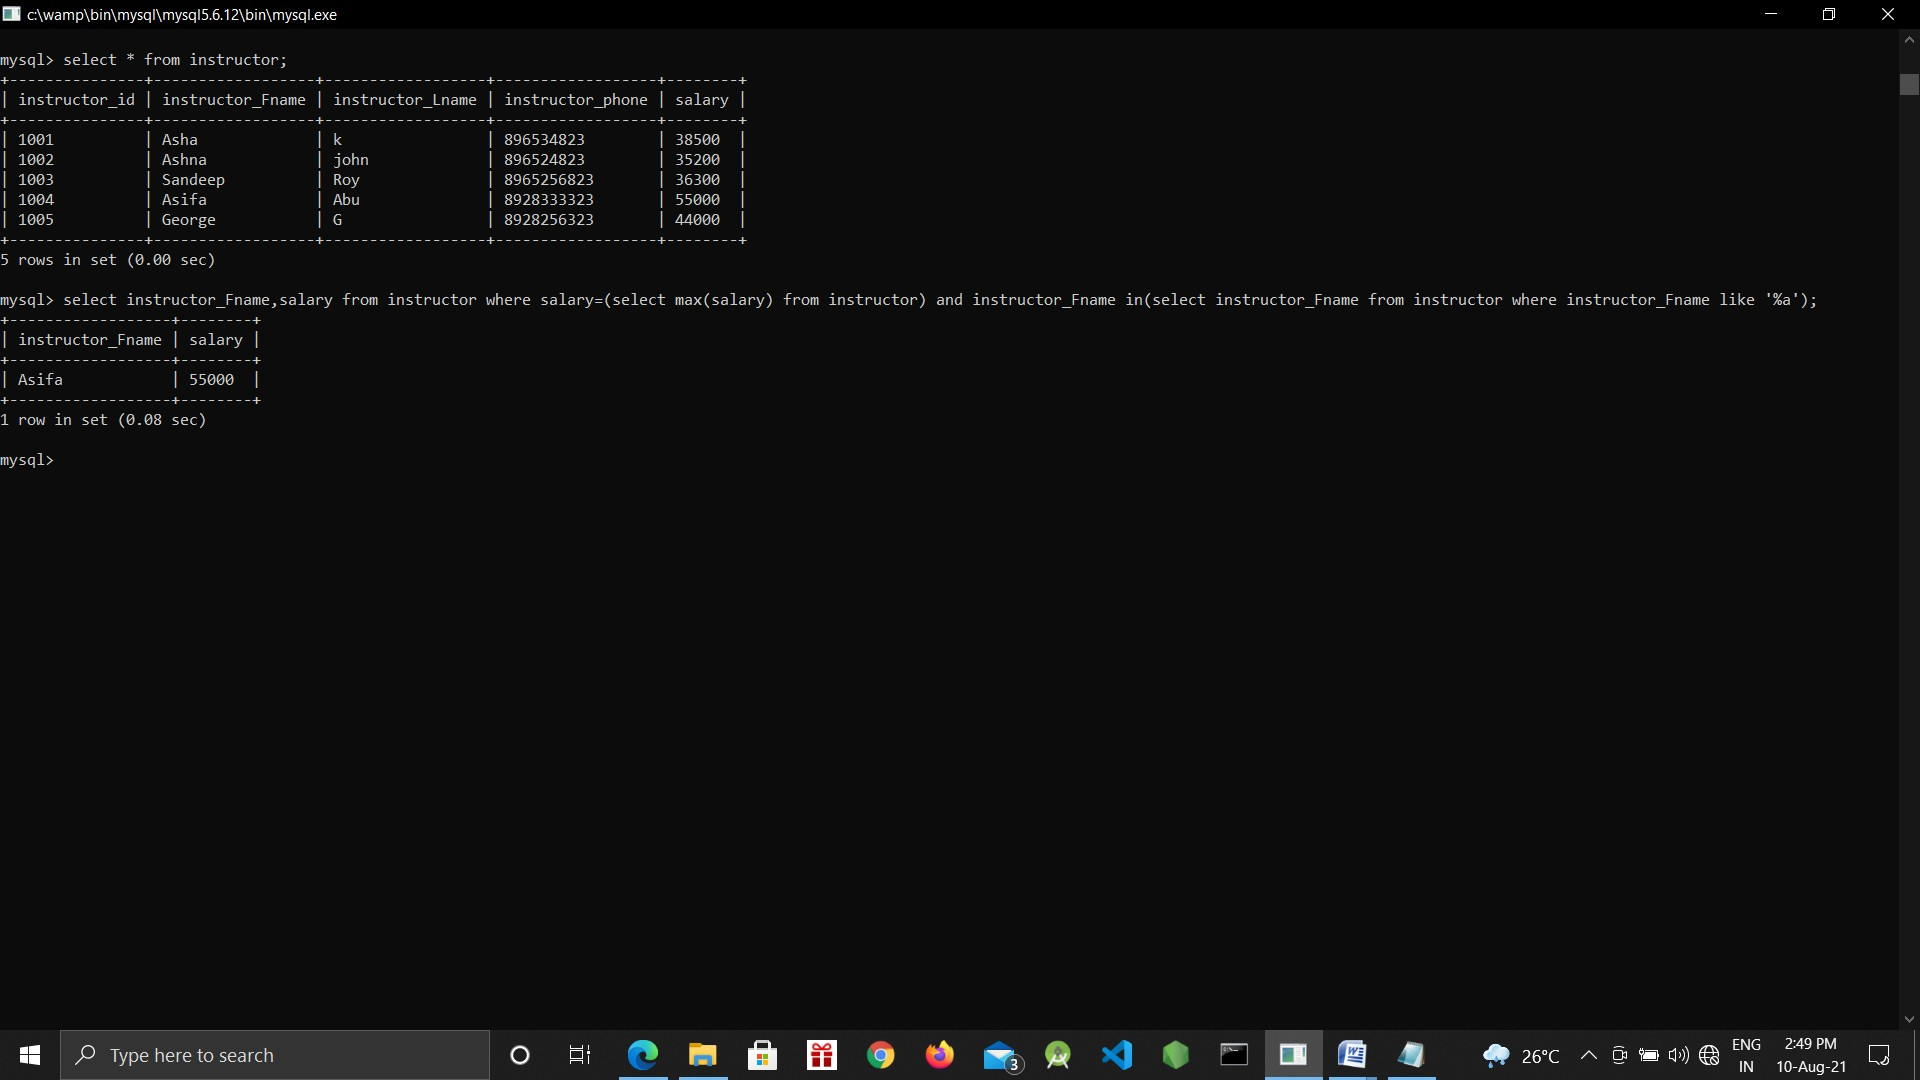 c:\wamp\bin\mysql\mysql5.6.12\bin\mysql.exe
mysql> select * from instructor;
+---------------+------------------+------------------+------------------+--------+
| instructor_id | instructor_Fname | instructor_Lname | instructor_phone | salary |
+---------------+------------------+------------------+------------------+--------+
| 1001          | Asha             | k                | 896534823        | 38500  |
| 1002          | Ashna            | john             | 896524823        | 35200  |
| 1003          | Sandeep          | Roy              | 8965256823       | 36300  |
| 1004          | Asifa            | Abu              | 8928333323       | 55000  |
| 1005          | George           | G                | 8928256323       | 44000  |
+---------------+------------------+------------------+------------------+--------+
5 rows in set (0.00 sec)
mysql> select instructor_Fname,salary from instructor where salary=(select max(salary) from instructor) and instructor_Fname in(select instructor_Fname from instructor where instructor_Fname like '%a');
+------------------+--------+
| instructor_Fname | salary |
+------------------+--------+
| Asifa            | 55000  |
+------------------+--------+
1 row in set (0.08 sec)
mysql>
Type here to search
3
26°C
ENG
IN
2:49 PM
10-Aug-21